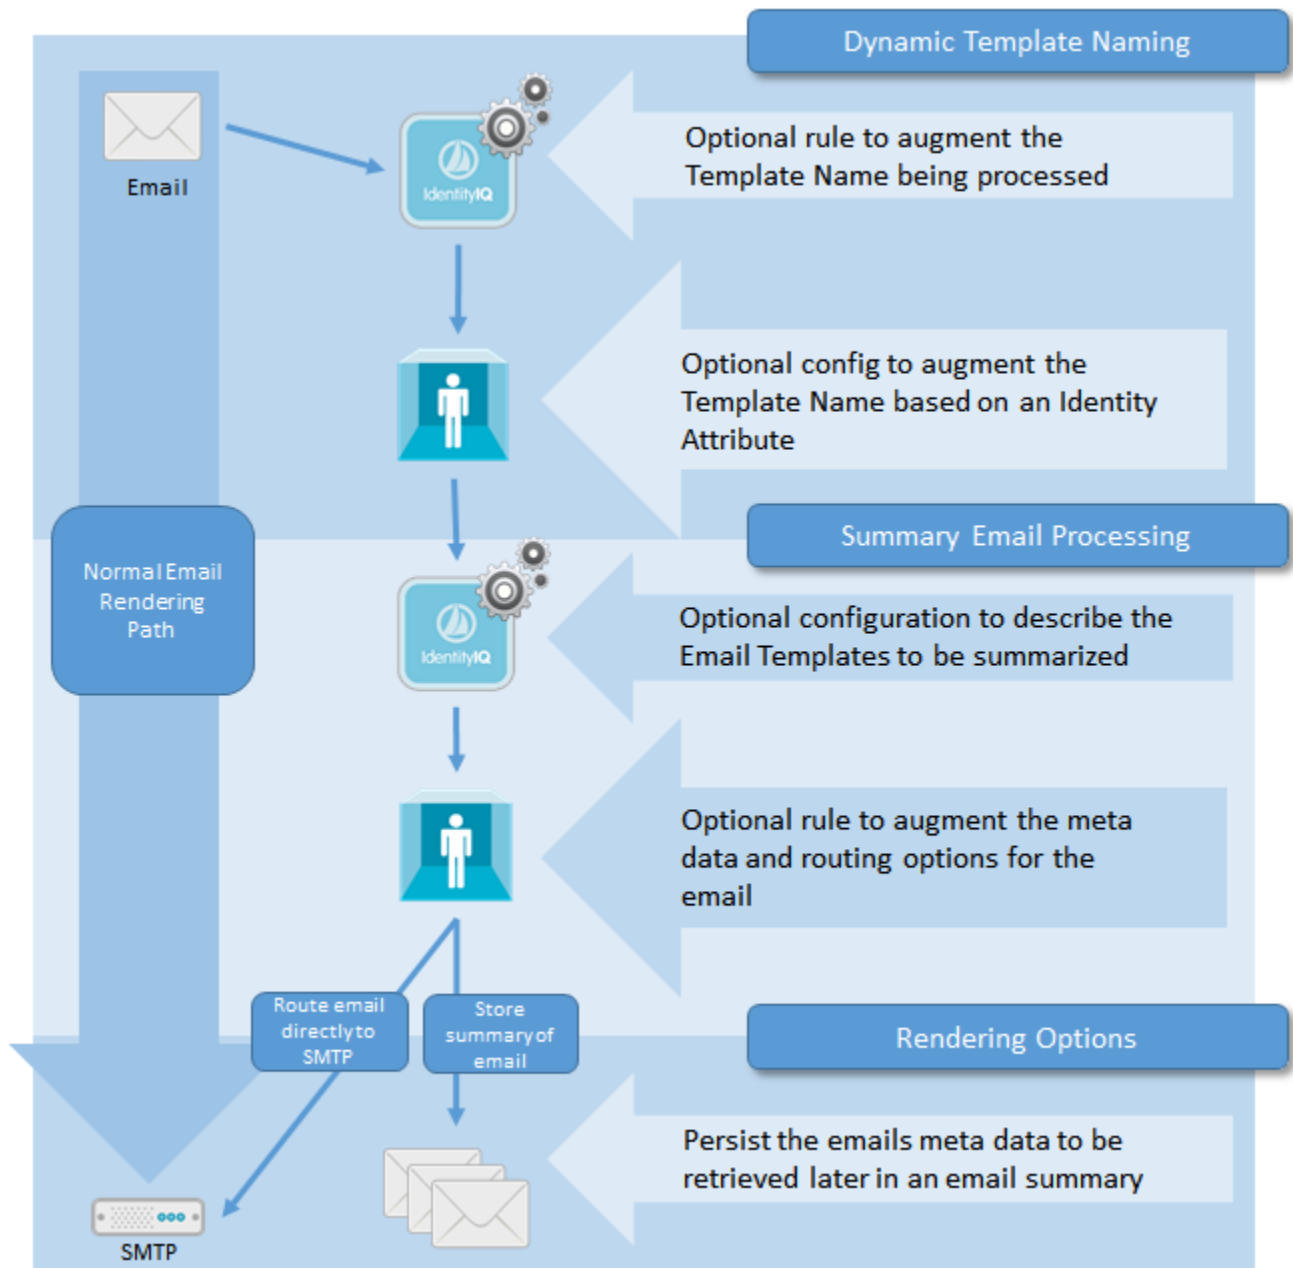 Dynamic Template Naming
Email
IdentityIQ
Optional rule to augment the
Template Name being processed
Optional config to augment the
Template Name based on an Identity
Attribute
Normal Email
Rendering
Path
Summary Email Processing
IdentityIQ
Optional configuration to describe the
Email Templates to be summarized
Optional rule to augment the meta
data and routing options for the
email
Route email
directly to
SMTP
Store
summary of
email
Rendering Options
Persist the emails meta data to be
retrieved later in an email summary
SMTP